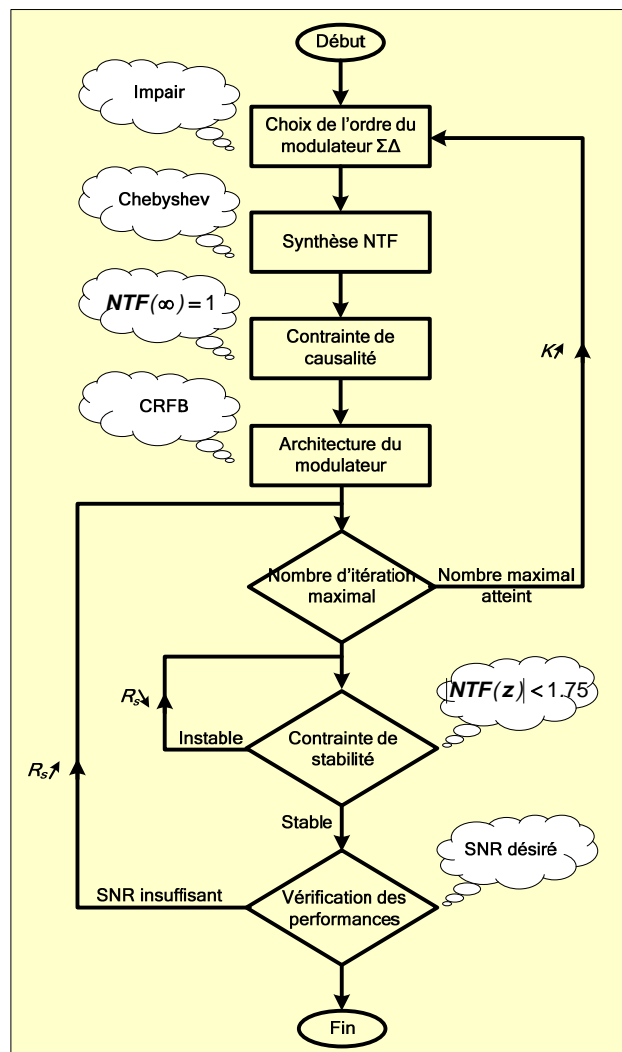 Début
Impair
Choix de l'ordre du
modulateur ΣΔ
Chebyshev
Synthèse NTF
NTF(∞) = 1
Contrainte de
causalité
K↗
CRFB
Architecture du
modulateur
Nombre d'itération
maximal
Nombre maximal
atteint
|NTF(z)| < 1.75
Rs↘
Instable
Contrainte de
stabilité
Rs↗
Stable
SNR désiré
SNR insuffisant
Vérification des
performances
Fin